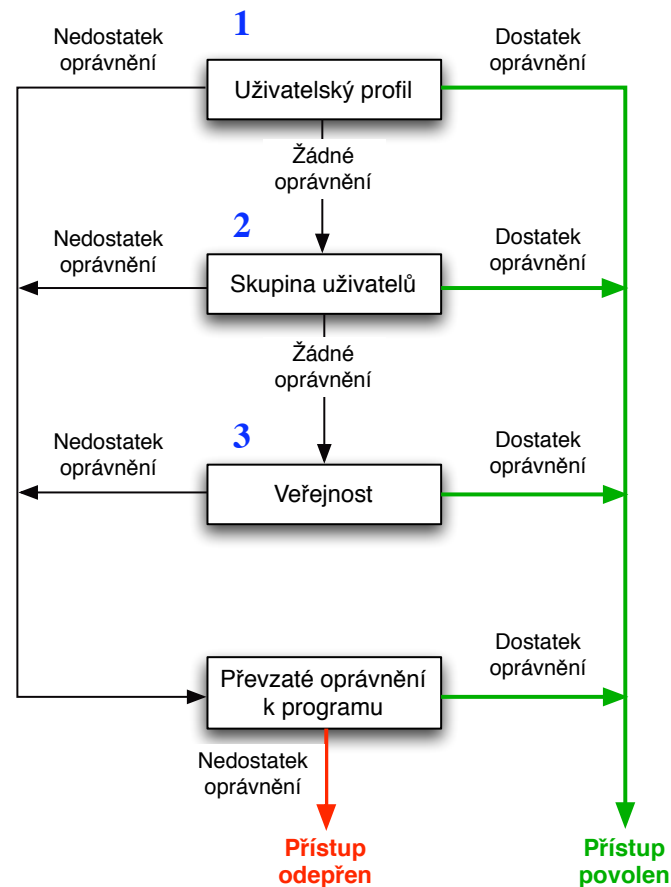 1
Nedostatek
oprávnění
Dostatek
oprávnění
Uživatelský profil
Žádné
oprávnění
2
Nedostatek
oprávnění
Dostatek
oprávnění
Skupina uživatelů
Žádné
oprávnění
3
Nedostatek
oprávnění
Dostatek
oprávnění
Veřejnost
Dostatek
oprávnění
Převzaté oprávnění
k programu
Nedostatek
oprávnění
Přístup
odepřen
Přístup
povolen